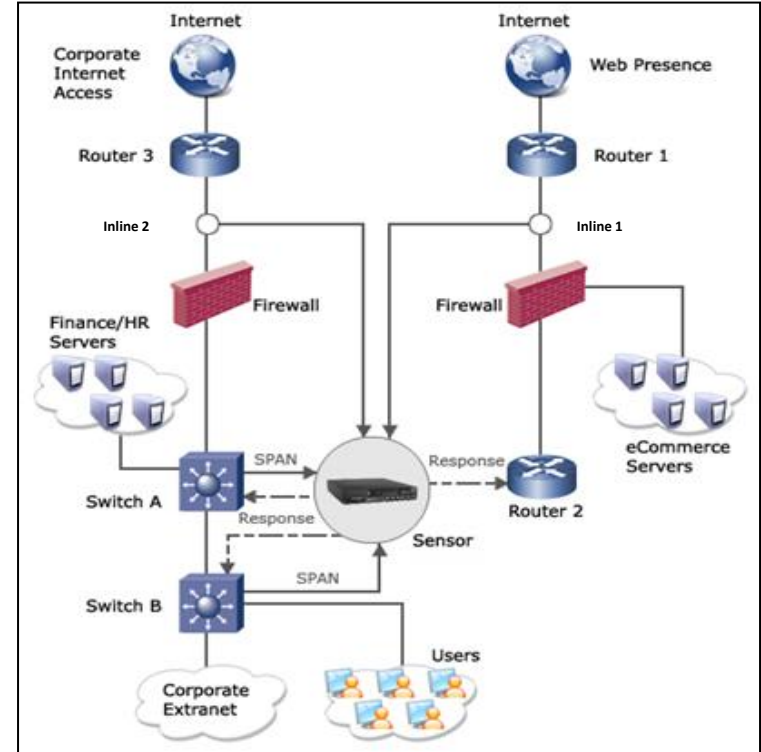 Internet
Internet
Corporate
Internet
Access
Web Presence
Router 3
Router 1
Inline 2
Inline 1
Firewall
Firewall
Finance/HR
Servers
eCommerce
Servers
SPAN
Response
Switch A
Router 2
Response
Sensor
SPAN
Switch B
Users
Corporate
Extranet